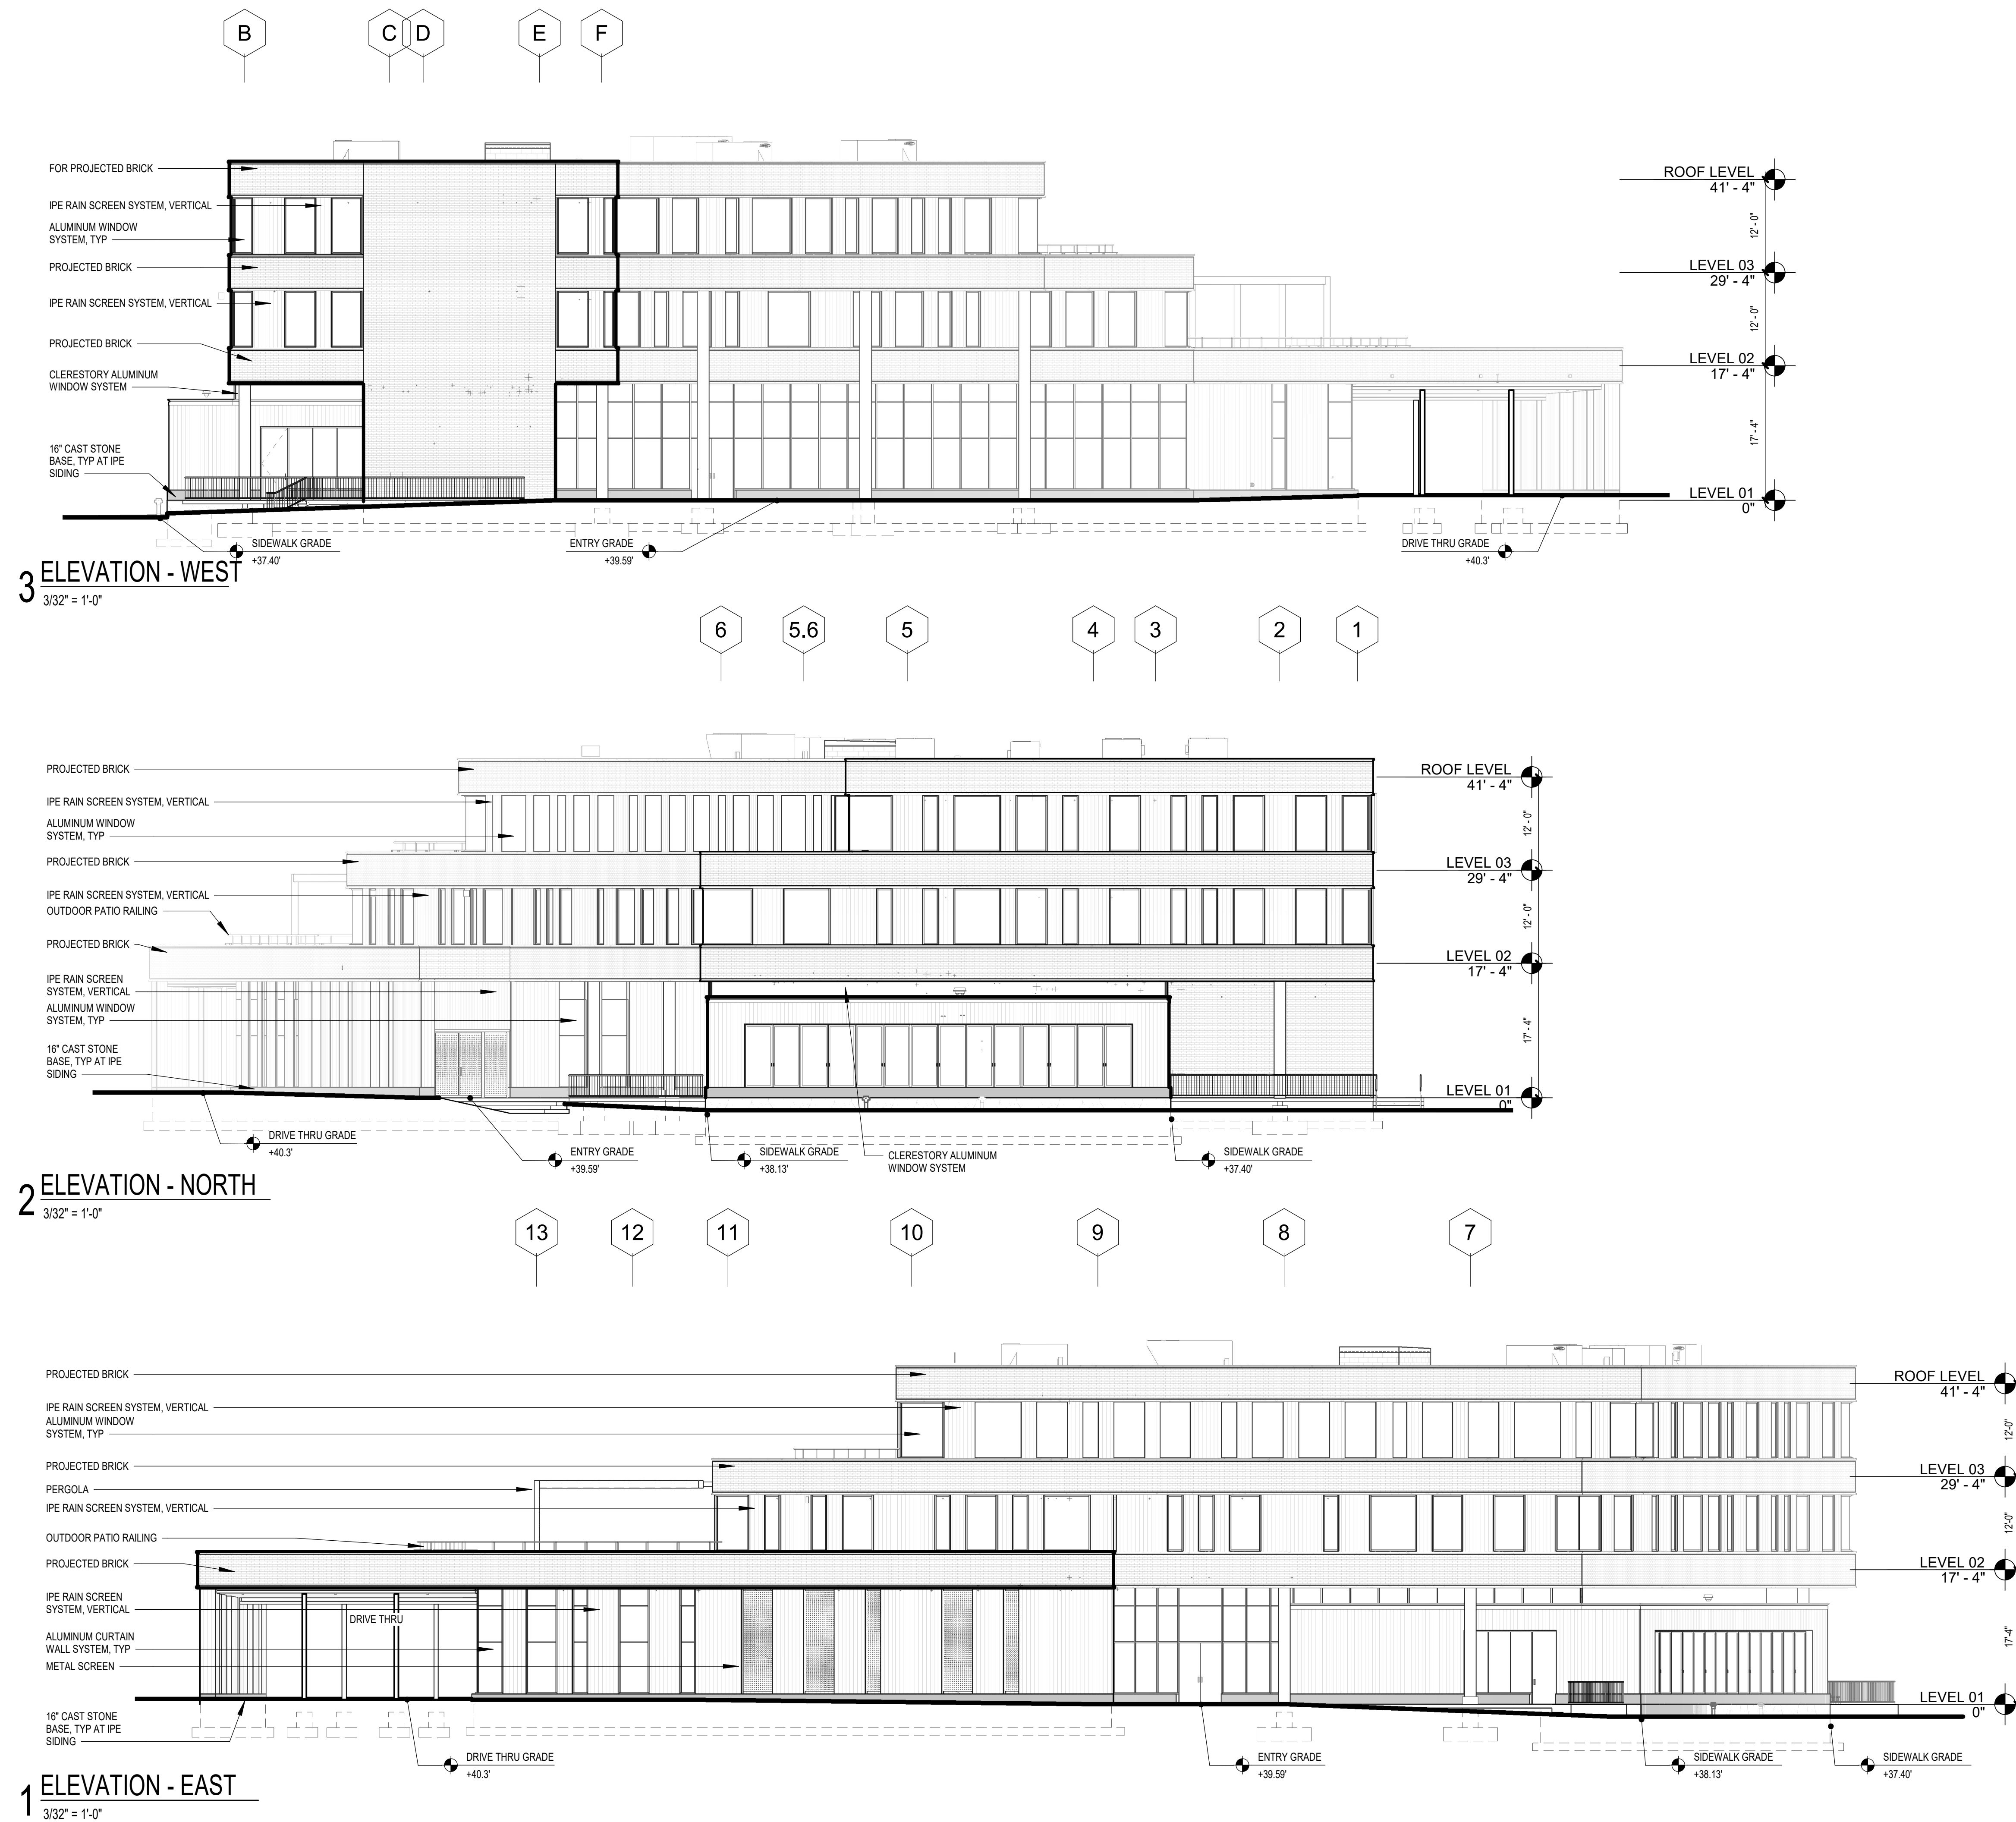 B
C
D
E
F
FOR PROJECTED BRICK
IPE RAIN SCREEN SYSTEM, VERTICAL
ALUMINUM WINDOW
SYSTEM, TYP
PROJECTED BRICK
IPE RAIN SCREEN SYSTEM, VERTICAL
PROJECTED BRICK
CLERESTORY ALUMINUM
WINDOW SYSTEM
16" CAST STONE
BASE, TYP AT IPE
SIDING
ROOF LEVEL
41' - 4"
12' - 0"
LEVEL 03
29' - 4"
12' - 0"
LEVEL 02
17' - 4"
17' - 4"
LEVEL 01
0"
SIDEWALK GRADE
+37.40'
ENTRY GRADE
+39.59'
DRIVE THRU GRADE
+40.3'
3 ELEVATION - WEST
3/32" = 1'-0"
6
5.6
5
4
3
2
1
PROJECTED BRICK
IPE RAIN SCREEN SYSTEM, VERTICAL
ALUMINUM WINDOW
SYSTEM, TYP
PROJECTED BRICK
IPE RAIN SCREEN SYSTEM, VERTICAL
OUTDOOR PATIO RAILING
PROJECTED BRICK
IPE RAIN SCREEN
SYSTEM, VERTICAL
ALUMINUM WINDOW
SYSTEM, TYP
16" CAST STONE
BASE, TYP AT IPE
SIDING
ROOF LEVEL
41' - 4"
12' - 0"
LEVEL 03
29' - 4"
12' - 0"
LEVEL 02
17' - 4"
17' - 4"
LEVEL 01
0"
DRIVE THRU GRADE
+40.3'
ENTRY GRADE
+39.59'
SIDEWALK GRADE
+38.13'
CLERESTORY ALUMINUM
WINDOW SYSTEM
SIDEWALK GRADE
+37.40'
2 ELEVATION - NORTH
3/32" = 1'-0"
13
12
11
10
9
8
7
PROJECTED BRICK
IPE RAIN SCREEN SYSTEM, VERTICAL
ALUMINUM WINDOW
SYSTEM, TYP
PROJECTED BRICK
PERGOLA
IPE RAIN SCREEN SYSTEM, VERTICAL
OUTDOOR PATIO RAILING
PROJECTED BRICK
IPE RAIN SCREEN
SYSTEM, VERTICAL
DRIVE THRU
ALUMINUM CURTAIN
WALL SYSTEM, TYP
METAL SCREEN
16" CAST STONE
BASE, TYP AT IPE
SIDING
ROOF LEVEL
41' - 4"
12'-0"
LEVEL 03
29' - 4"
12'-0"
LEVEL 02
17' - 4"
17'-4"
LEVEL 01
0"
DRIVE THRU GRADE
+40.3'
ENTRY GRADE
+39.59'
SIDEWALK GRADE
+38.13'
SIDEWALK GRADE
+37.40'
1 ELEVATION - EAST
3/32" = 1'-0"